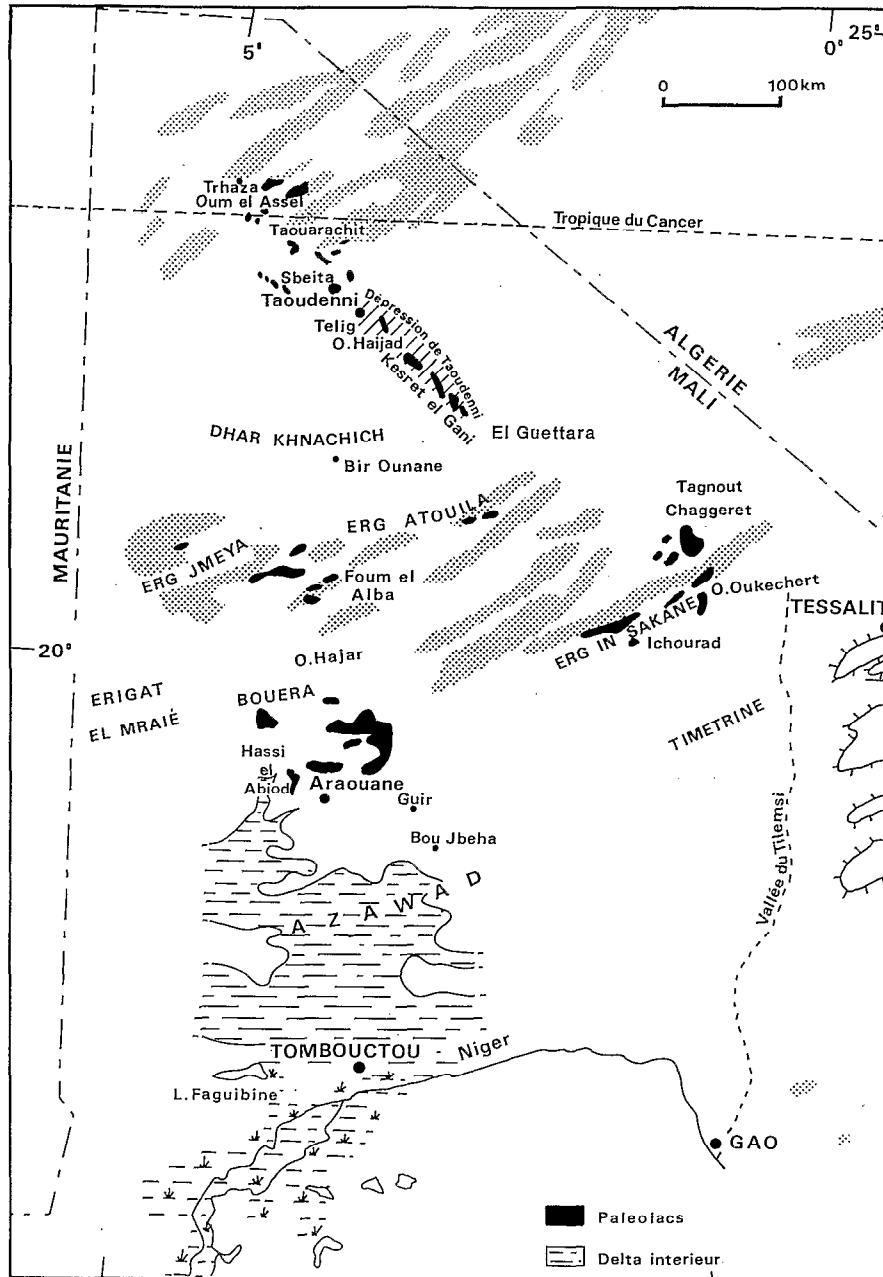 5°
0°
25°
0 100km
Trhaza
Oum el Assel
Tropique du Cancer
Taouarachit
Sbeita
Taoudenni
Dépression de Taoudenni
Telig
O.Haijad
Kesret el Gani
ALGERIE
MALI
DHAR KHNACHICH
El Guettara
Bir Ounane
MAURITANIE
ERG ATOUILA
Tagnout
Chaggeret
ERG JMEYA
Foum el
Alba
O.Oukechert
ERG IN SAKANE
TESSALIT
20°
Ichourad
O.Hajar
ERIGAT
BOUERA
EL MRAIÉ
TIMETRINE
Hassi
el
Abiod
Araouane
Guir
Bou Jbeha
Vallée du Tilemsi
AZAWAD
TOMBOUCTOU
Niger
L.Faguibine
GAO
Paleolacs
Delta interieur